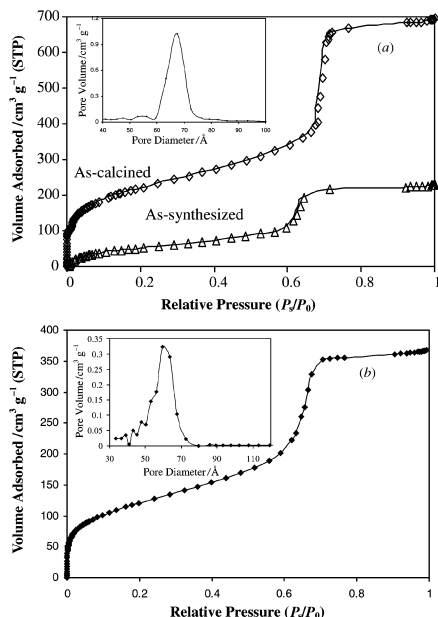 700
600
500
400
300
200
100
0
Volume Adsorbed /cm³ g⁻¹ (STP)
1.2
0.9
0.6
0.3
0
Pore Volume/cm³ g⁻¹
40 50 60 70 80 90 100
Pore Diameter/Å
(a)
As-calcined
As-synthesized
0 0.2 0.4 0.6 0.8 1
Relative Pressure (Pₛ/P₀)
400
350
300
250
200
150
100
50
0
Volume Adsorbed /cm³ g⁻¹ (STP)
0.35
0.3
0.25
0.2
0.15
0.1
0.05
0
Pore Volume/cm³ g⁻¹
30 50 70 90 110
Pore Diameter/Å
(b)
0 0.2 0.4 0.6 0.8 1
Relative Pressure (Pₛ/P₀)